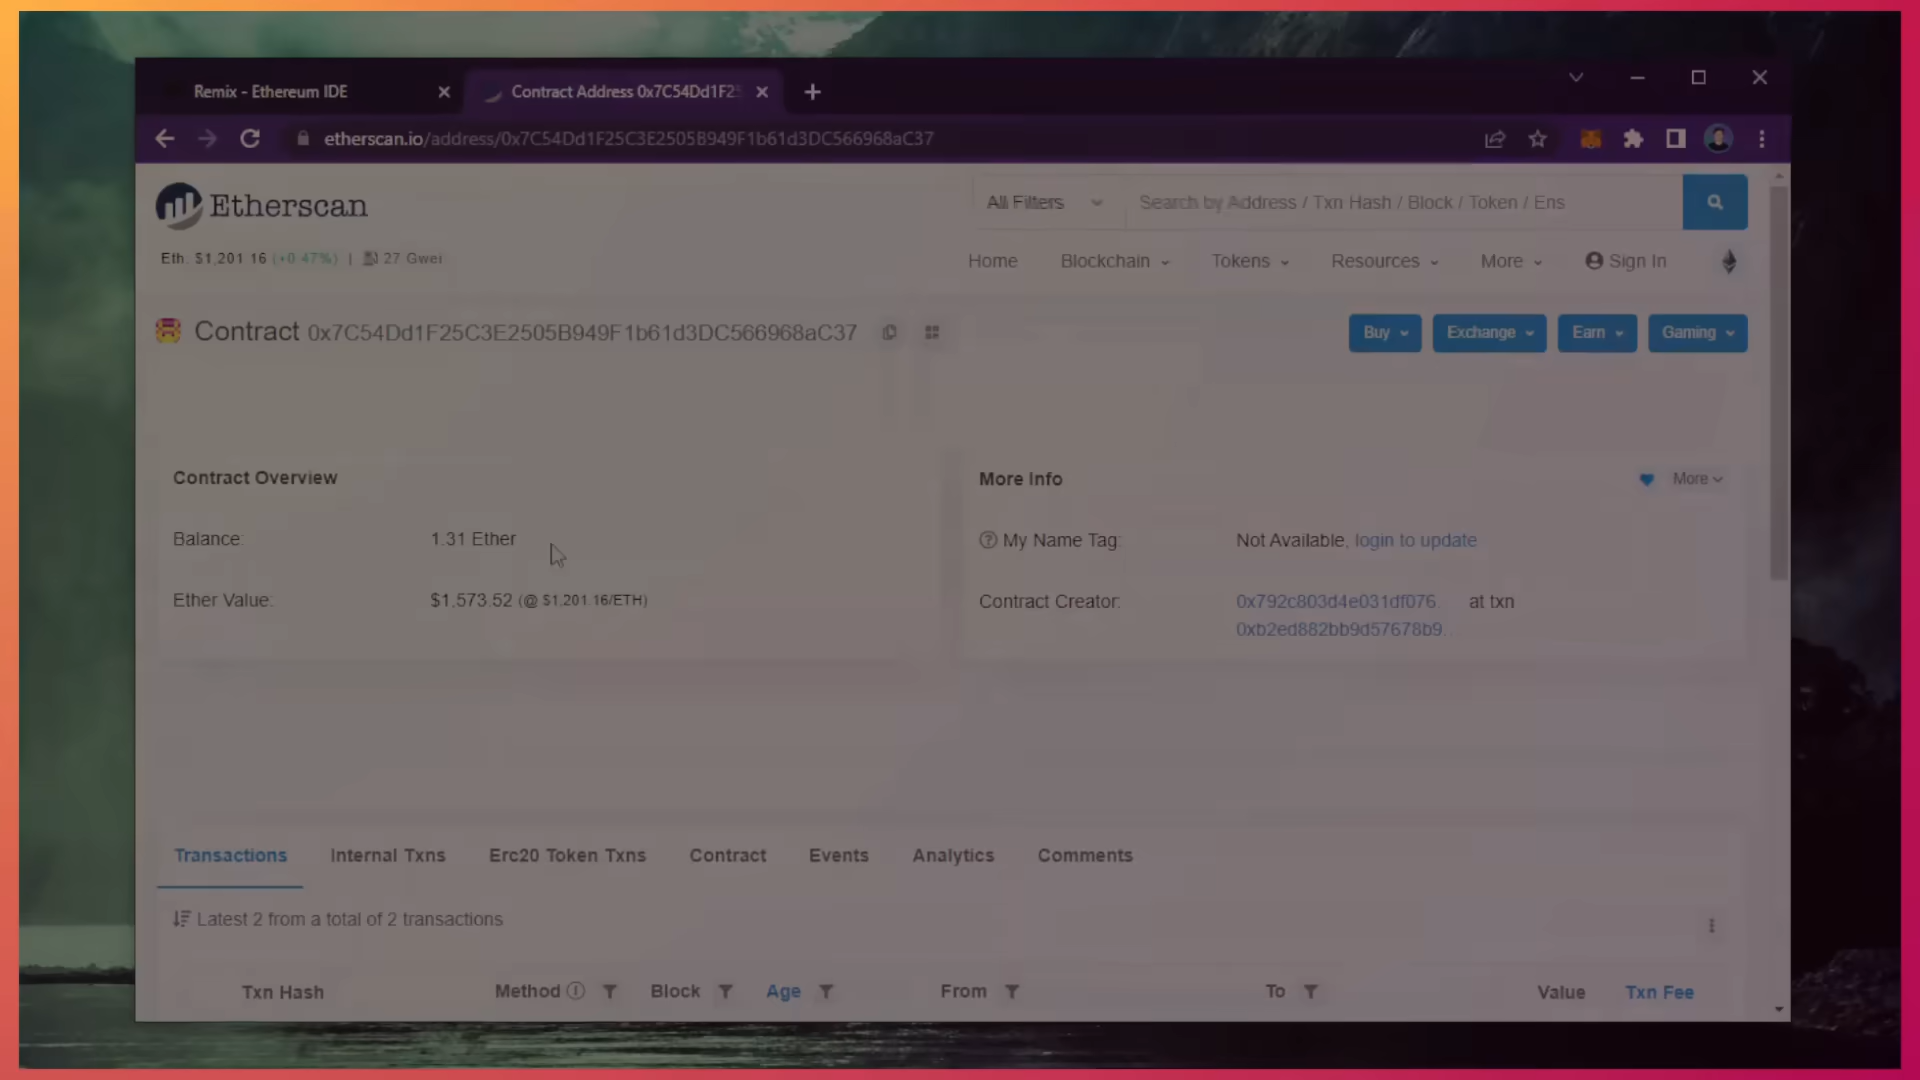 Remix - Ethereum IDE
Contract Address 0x7C54Dd1F25
etherscan.io/address/0x7C54Dd1F25C3E2505B949F1b61d3DC566968aC37
Etherscan
All Filters
Search by Address / Txn Hash / Block / Token / Ens
Eth: $1,201.16 (+0.47%) | 27 Gwei
Home Blockchain Tokens Resources More Sign In
Contract 0x7C54Dd1F25C3E2505B949F1b61d3DC566968aC37
Buy Exchange Earn Gaming
Contract Overview
Balance: 1.31 Ether
Ether Value: $1,573.52 (@ $1,201.16/ETH)
More Info
More
My Name Tag: Not Available, login to update
Contract Creator: 0x792c803d4e031df076... at txn
0xb2ed882bb9d57678b9...
Transactions Internal Txns Erc20 Token Txns Contract Events Analytics Comments
Latest 2 from a total of 2 transactions
Txn Hash Method Block Age From To Value Txn Fee